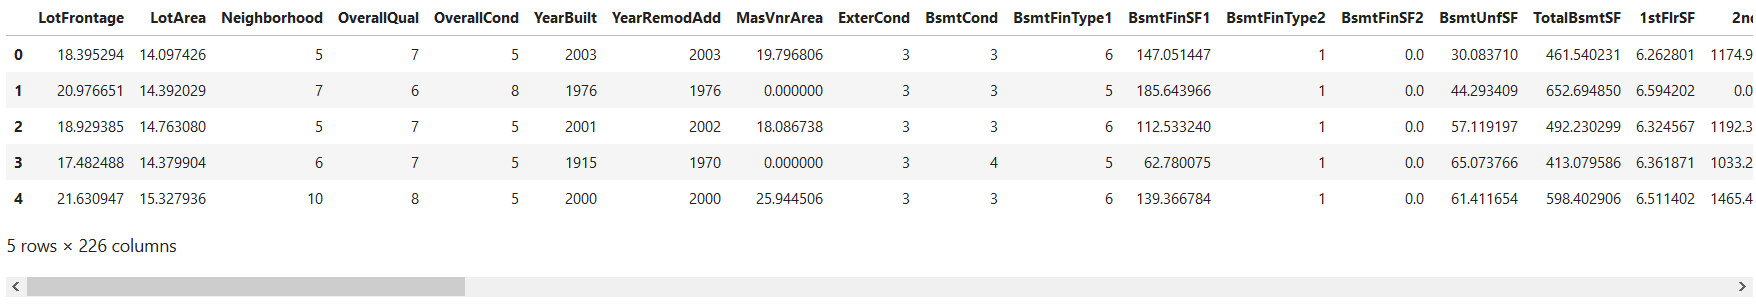 LotFrontage LotArea Neighborhood OverallQual OverallCond YearBuilt YearRemodAdd MasVnrArea ExterCond BsmtCond BsmtFinType1 BsmtFinSF1 BsmtFinType2 BsmtFinSF2 BsmtUnfSF TotalBsmtSF 1stFlrSF 2nc
0 18.395294 14.097426 5 7 5 2003 2003 19.796806 3 3 6 147.051447 1 0.0 30.083710 461.540231 6.262801 1174.9
1 20.976651 14.392029 7 6 8 1976 1976 0.000000 3 3 5 185.643966 1 0.0 44.293409 652.694850 6.594202 0.0
2 18.929385 14.763080 5 7 5 2001 2002 18.086738 3 3 6 112.533240 1 0.0 57.119197 492.230299 6.324567 1192.3
3 17.482488 14.379904 6 7 5 1915 1970 0.000000 3 4 5 62.780075 1 0.0 65.073766 413.079586 6.361871 1033.2
4 21.630947 15.327936 10 8 5 2000 2000 25.944506 3 3 6 139.366784 1 0.0 61.411654 598.402906 6.511402 1465.4
5 rows × 226 columns